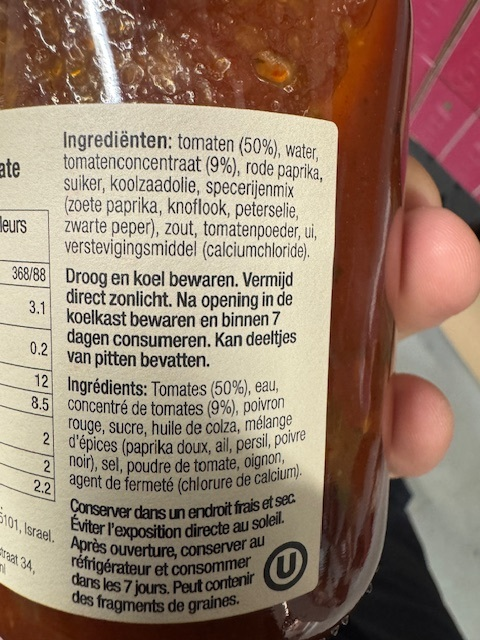 ate
leurs
368/88
3.1
0.2
12
8.5
2
2
2.2
5101, Israel.
traat 34,
nl
Ingrediënten: tomaten (50%), water,
tomatenconcentraat (9%), rode paprika,
suiker, koolzaadolie, specerijenmix
(zoete paprika, knoflook, peterselie,
zwarte peper), zout, tomatenpoeder, ui,
verstevigingsmiddel (calciumchloride).
Droog en koel bewaren. Vermijd
direct zonlicht. Na opening in de
koelkast bewaren en binnen 7
dagen consumeren. Kan deeltjes
van pitten bevatten.
Ingrédients: Tomates (50%), eau,
concentré de tomates (9%), poivron
rouge, sucre, huile de colza, mélange
d'épices (paprika doux, ail, persil, poivre
noir), sel, poudre de tomate, oignon,
agent de fermeté (chlorure de calcium).
Conserver dans un endroit frais et sec.
Éviter l'exposition directe au soleil.
Après ouverture, conserver au
réfrigérateur et consommer
dans les 7 jours. Peut contenir
des fragments de graines.
U